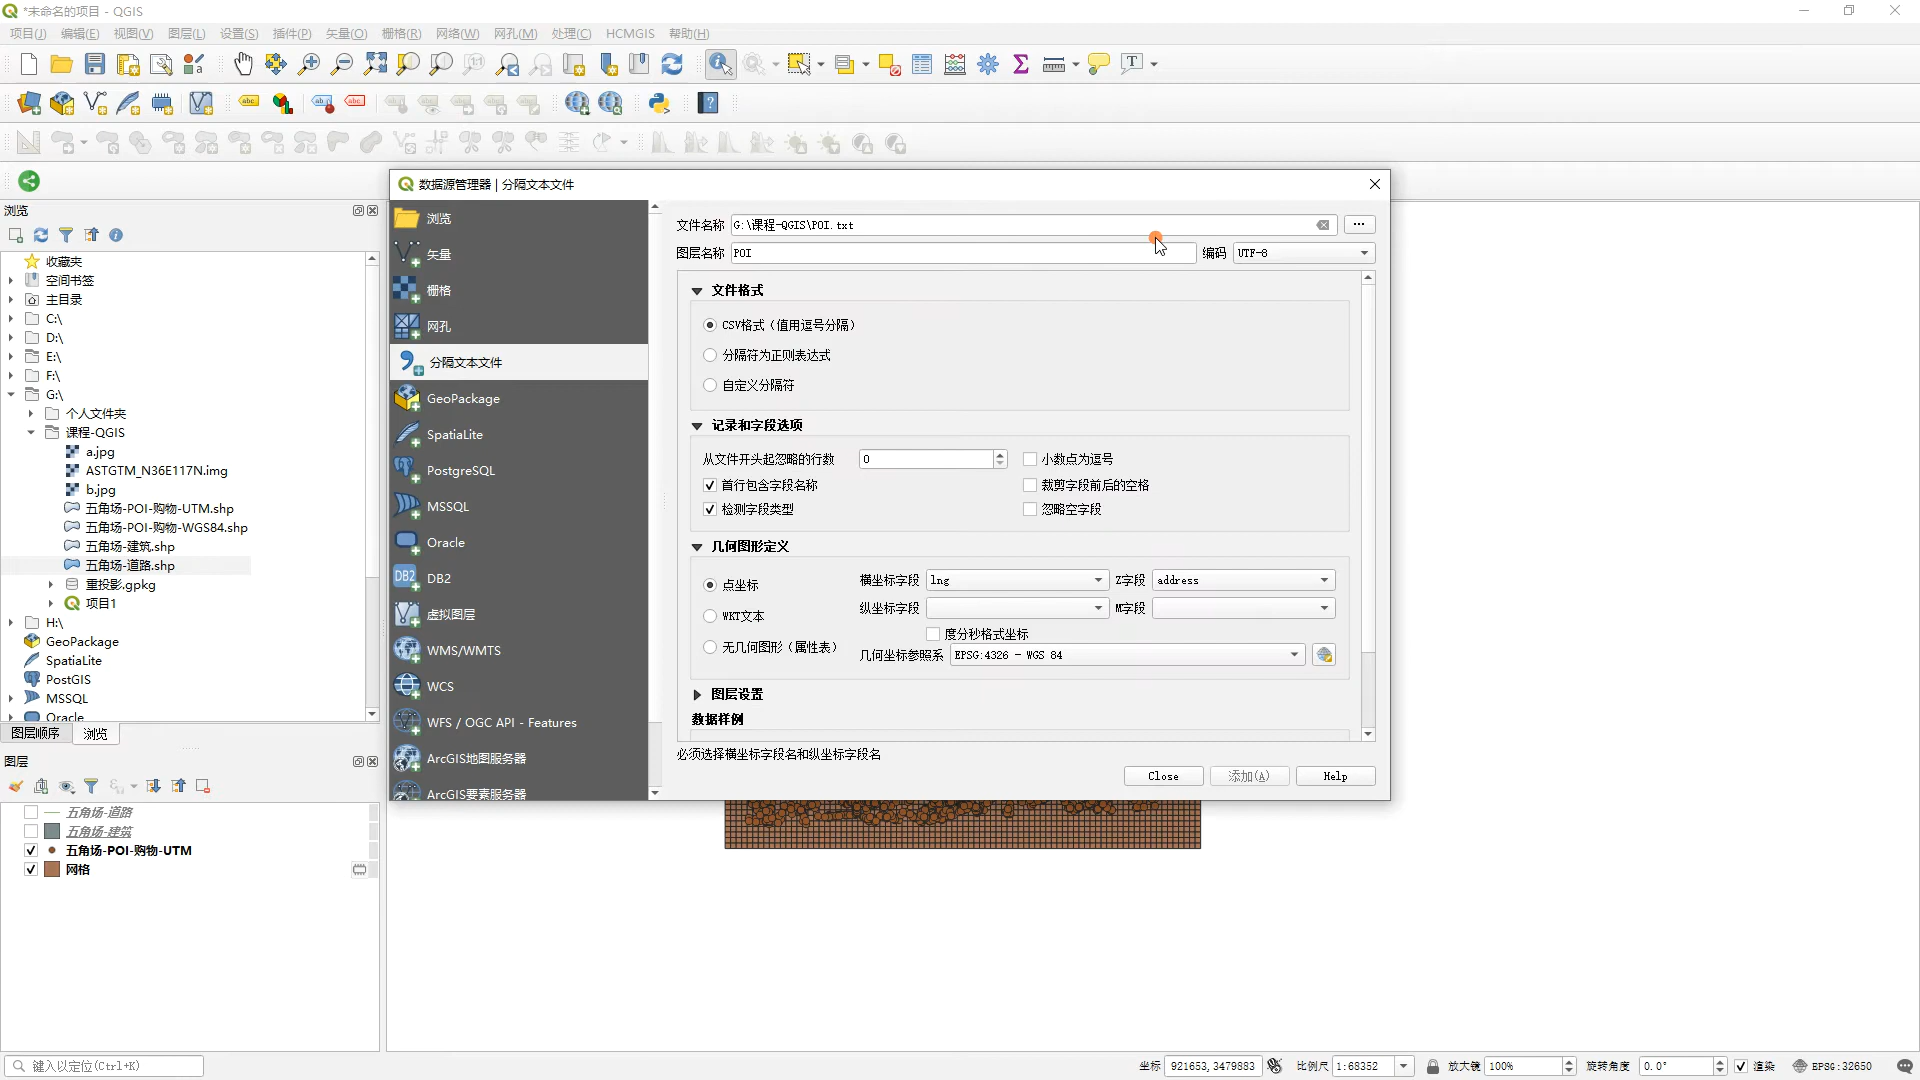 *未命名的项目 - QGIS
项目(J) 编辑(E) 视图(V) 图层(L) 设置(S) 插件(P) 矢量(O) 栅格(R) 网络(W) 网孔(M) 处理(C) HCMGIS 帮助(H)
数据源管理器 | 分隔文本文件
浏览
矢量
栅格
网孔
分隔文本文件
GeoPackage
SpatiaLite
PostgreSQL
MSSQL
Oracle
DB2
虚拟图层
WMS/WMTS
WCS
WFS / OGC API - Features
ArcGIS地图服务器
ArcGIS要素服务器
文件名称 G:\课程-QGIS\POI.txt ...
图层名称 POI 编码 UTF-8
文件格式
CSV格式（值用逗号分隔）
分隔符为正则表达式
自定义分隔符
记录和字段选项
从文件开头起忽略的行数 0 小数点为逗号
首行包含字段名称 裁剪字段前后的空格
检测字段类型 忽略空字段
几何图形定义
点坐标 横坐标字段 lng Z字段 address
WKT文本 纵坐标字段 M字段
度分秒格式坐标
无几何图形（属性表） 几何坐标参照系 EPSG:4326 - WGS 84
图层设置
数据样例
必须选择横坐标字段名和纵坐标字段名
Close 添加(A) Help
浏览
收藏夹
空间书签
主目录
C:\
D:\
E:\
F:\
G:\
个人文件夹
课程-QGIS
a.jpg
ASTGTM_N36E117N.img
b.jpg
五角场-POI-购物-UTM.shp
五角场-POI-购物-WGS84.shp
五角场-建筑.shp
五角场-道路.shp
重投影.gpkg
项目1
H:\
GeoPackage
SpatiaLite
PostGIS
MSSQL
Oracle
图层顺序 浏览
图层
五角场-道路
五角场-建筑
五角场-POI-购物-UTM
网格
键入以定位(Ctrl+K) 坐标 921653,3479883 比例尺 1:68352 放大镜 100% 旋转角度 0.0° 渲染 EPSG:32650